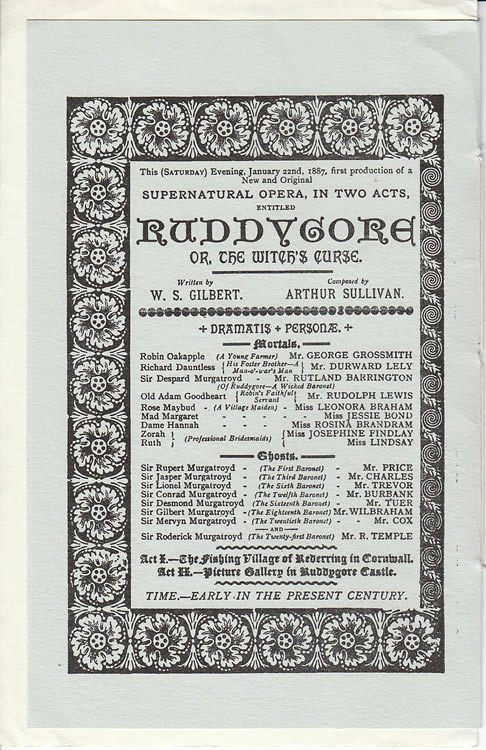 This (SATURDAY) Evening, January 22nd, 1887, first production of a
New and Original
SUPERNATURAL OPERA, IN TWO ACTS,
ENTITLED
RUDDYGORE
OR, THE WITCH'S CURSE.
Written by Composed by
W. S. GILBERT. ARTHUR SULLIVAN.
+ DRAMATIS + PERSONÆ. +
Mortals.
Robin Oakapple (A Young Farmer) Mr. GEORGE GROSSMITH
Richard Dauntless { His Foster Brother—A Man-o'-war's Man } Mr. DURWARD LELY
Sir Despard Murgatroyd - Mr. RUTLAND BARRINGTON
(Of Ruddygore—A Wicked Baronet)
Old Adam Goodheart { Robin's Faithful Servant } Mr. RUDOLPH LEWIS
Rose Maybud - (A Village Maiden) - Miss LEONORA BRAHAM
Mad Margaret - - - - - Miss JESSIE BOND
Dame Hannah - - - - Miss ROSINA BRANDRAM
Zorah } (Professional Bridesmaids) { Miss JOSEPHINE FINDLAY
Ruth } Miss LINDSAY
Ghosts.
Sir Rupert Murgatroyd - (The First Baronet) - Mr. PRICE
Sir Jasper Murgatroyd - (The Third Baronet) - Mr. CHARLES
Sir Lionel Murgatroyd - (The Sixth Baronet) - Mr. TREVOR
Sir Conrad Murgatroyd - (The Twelfth Baronet) - Mr. BURBANK
Sir Desmond Murgatroyd (The Sixteenth Baronet) - Mr. TUER
Sir Gilbert Murgatroyd - (The Eighteenth Baronet) Mr. WILBRAHAM
Sir Mervyn Murgatroyd - (The Twentieth Baronet) - - Mr. COX
—AND—
Sir Roderick Murgatroyd (The Twenty-first Baronet) Mr. R. TEMPLE
Act I.—The Fishing Village of Rederring in Cornwall.
Act II.—Picture Gallery in Ruddygore Castle.
TIME.—EARLY IN THE PRESENT CENTURY.